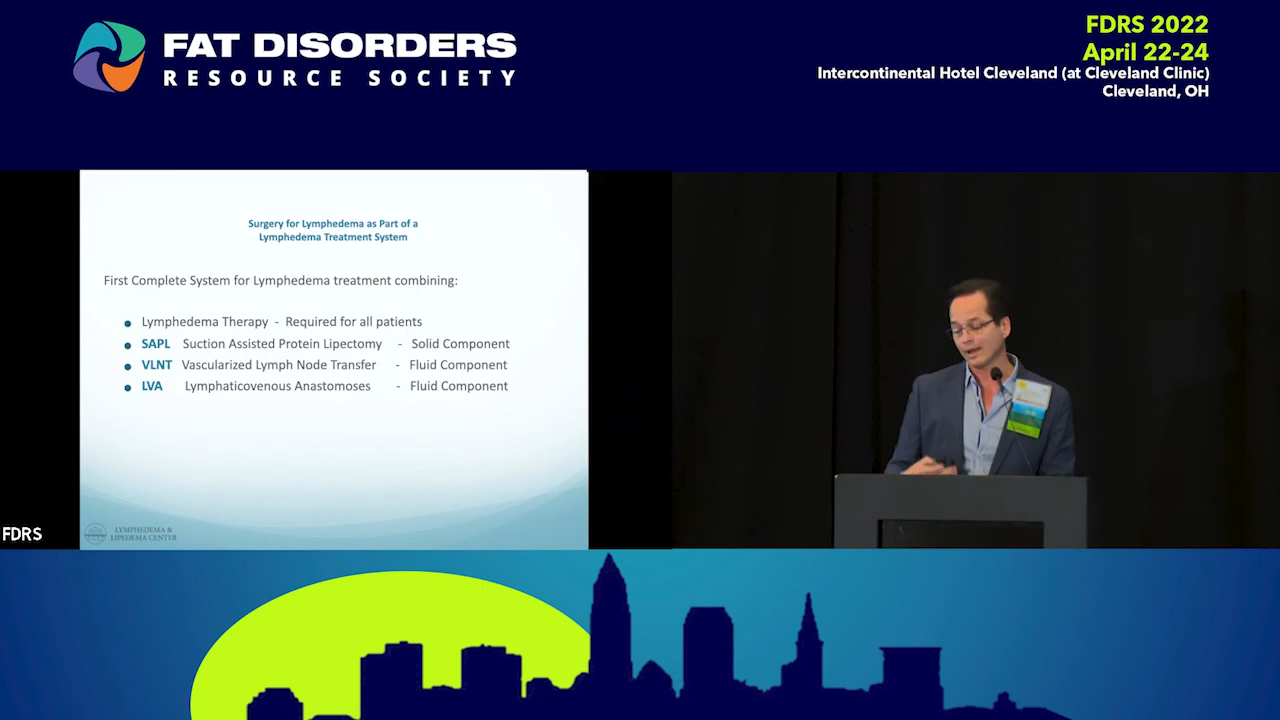 FAT DISORDERS
RESOURCE SOCIETY
FDRS 2022
April 22-24
Intercontinental Hotel Cleveland (at Cleveland Clinic)
Cleveland, OH
Surgery for Lymphedema as Part of a
Lymphedema Treatment System
First Complete System for Lymphedema treatment combining:
• Lymphedema Therapy - Required for all patients
• SAPL Suction Assisted Protein Lipectomy - Solid Component
• VLNT Vascularized Lymph Node Transfer - Fluid Component
• LVA Lymphaticovenous Anastomoses - Fluid Component
LYMPHEDEMA &
LIPEDEMA CENTER
FDRS